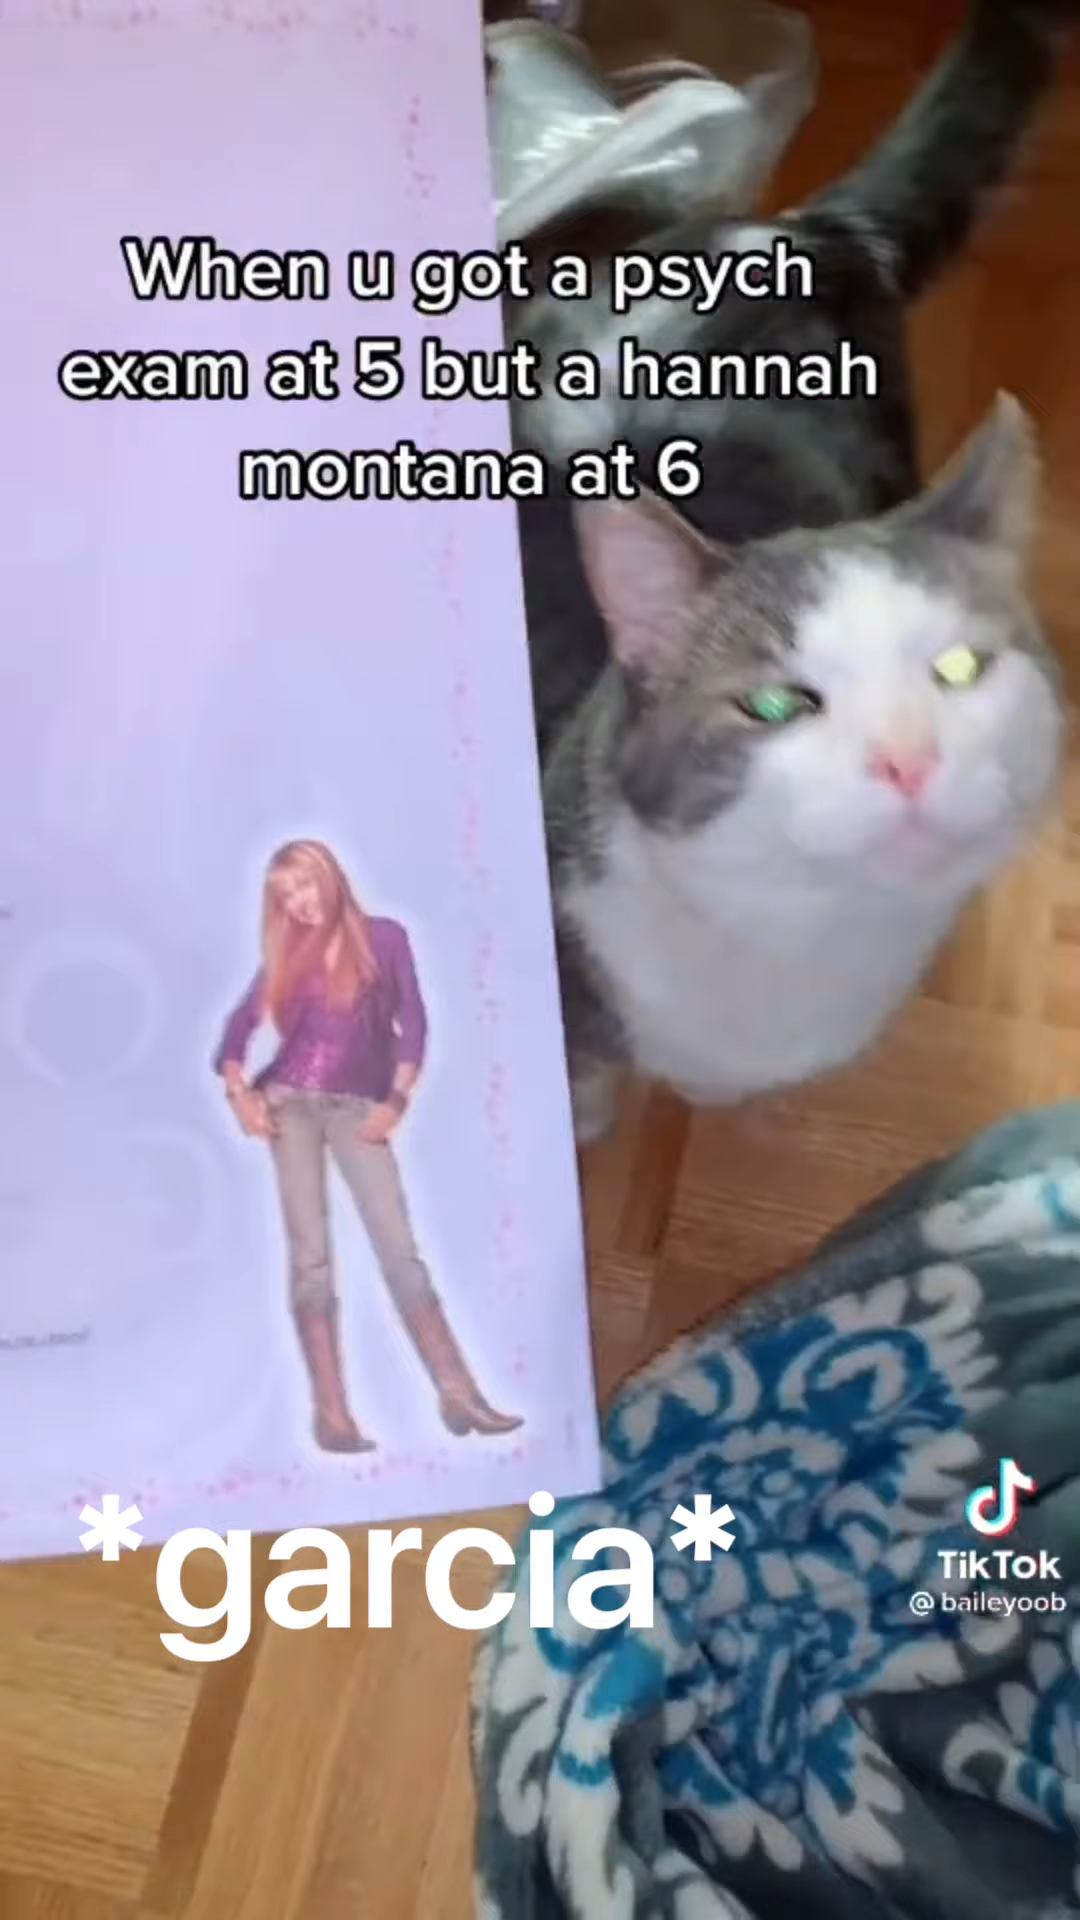 When u got a psych
exam at 5 but a hannah
montana at 6
*garcia*
TikTok
@baileyoob